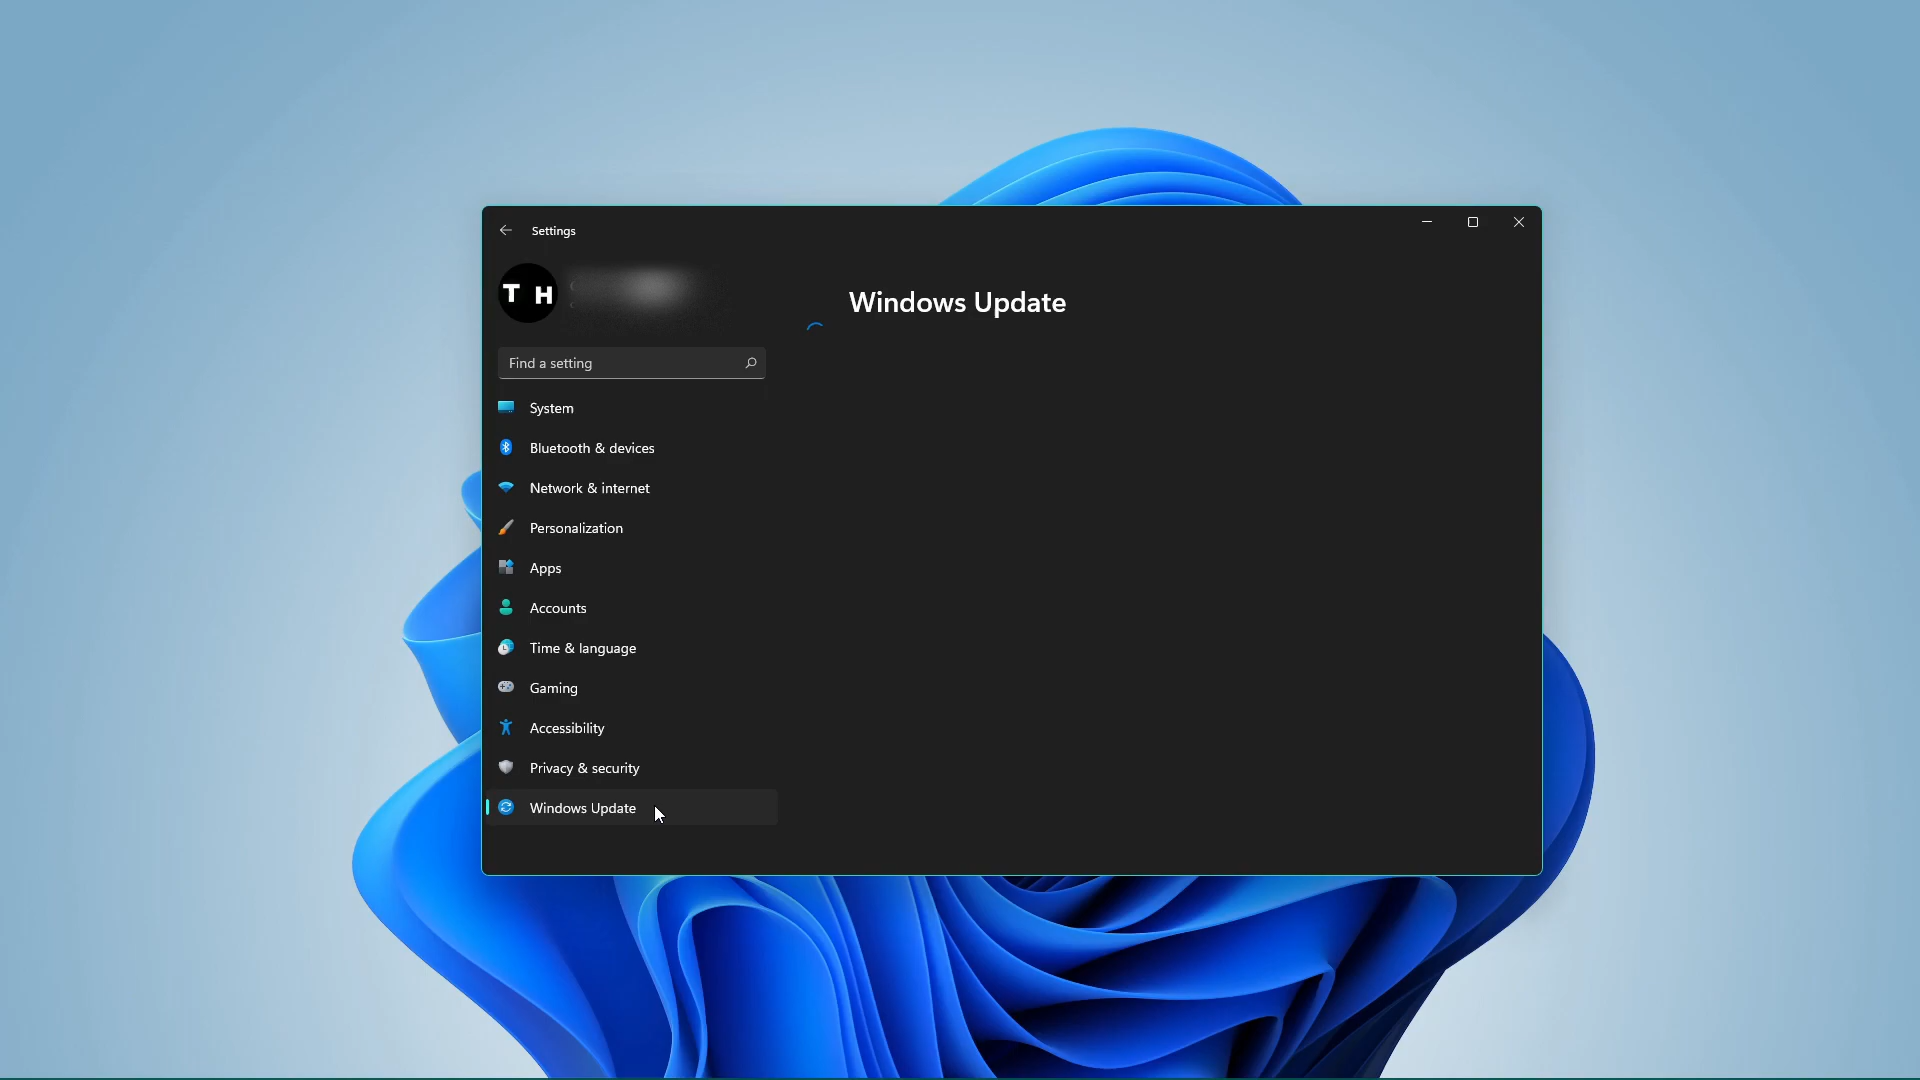 Settings
T H
Windows Update
Find a setting
System
Bluetooth & devices
Network & internet
Personalization
Apps
Accounts
Time & language
Gaming
Accessibility
Privacy & security
Windows Update